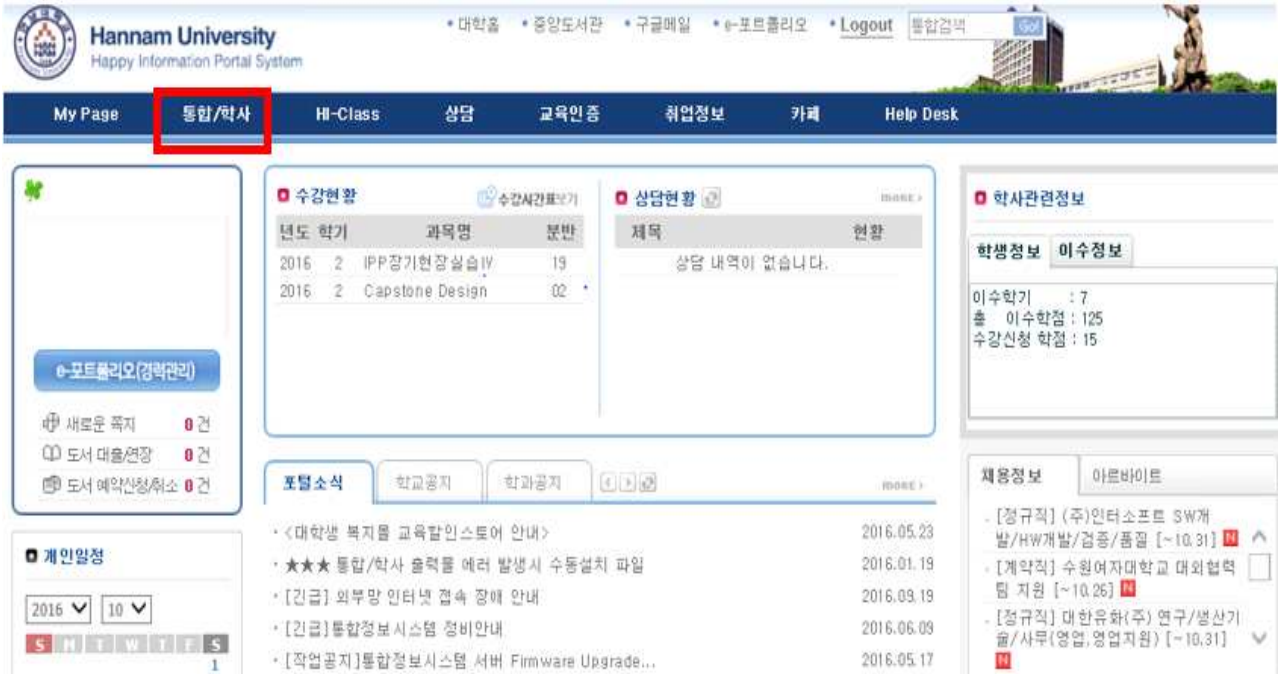 Hannam University
Happy Information Portal System
• 대학홈 • 중앙도서관 • 구글메일 • e-포트폴리오 • Logout 통합검색 Go!
My Page 통합/학사 HI-Class 상담 교육인증 취업정보 카페 Help Desk
e-포트폴리오(경력관리)
새로운 쪽지 0 건
도서 대출/연장 0 건
도서 예약신청/취소 0 건
개인일정
2016 10
S M T W T F S
1
수강현황 수강시간표보기
년도 학기 과목명 분반
2016 2 IPP장기현장실습IV 19
2016 2 Capstone Design 02
상담현황 more
제목 현황
상담 내역이 없습니다.
포털소식 학교공지 학과공지 more
· <대학생 복지몰 교육할인스토어 안내> 2016.05.23
· ★★★ 통합/학사 출력물 에러 발생시 수동설치 파일 2016.01.19
· [긴급] 외부망 인터넷 접속 장애 안내 2016.09.19
· [긴급]통합정보시스템 정비안내 2016.06.09
· [작업공지]통합정보시스템 서버 Firmware Upgrade... 2016.05.17
학사관련정보
학생정보 이수정보
이수학기 : 7
총 이수학점 : 125
수강신청 학점 : 15
채용정보 아르바이트
[정규직] (주)인터소프트 SW개
발/HW개발/검증/품질 [~10.31] N
[계약직] 수원여자대학교 대외협력
팀 지원 [~10.26] N
[정규직] 대한유화(주) 연구/생산기
술/사무(영업,영업지원) [~10.31]
N